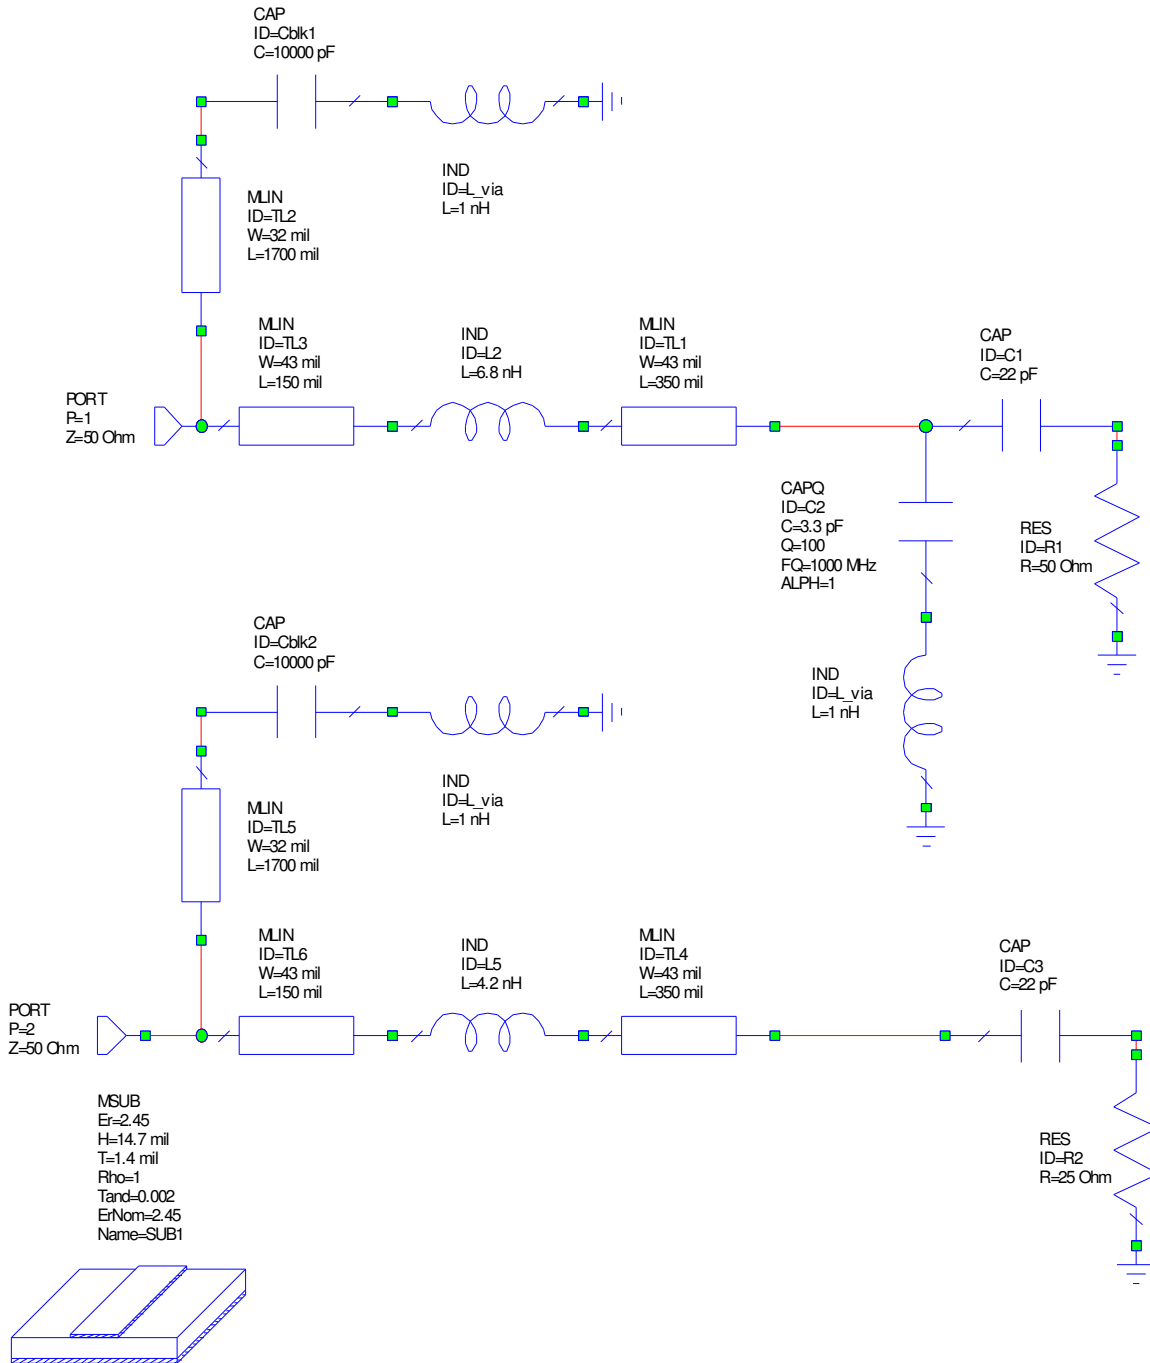 CAP
ID=Cblk1
C=10000 pF
IND
ID=L_via
L=1 nH
MLIN
ID=TL2
W=32 mil
L=1700 mil
MLIN
ID=TL3
W=43 mil
L=150 mil
IND
ID=L2
L=6.8 nH
MLIN
ID=TL1
W=43 mil
L=350 mil
CAP
ID=C1
C=22 pF
PORT
P=1
Z=50 Ohm
CAPQ
ID=C2
C=3.3 pF
Q=100
FQ=1000 MHz
ALPH=1
RES
ID=R1
R=50 Ohm
CAP
ID=Cblk2
C=10000 pF
IND
ID=L_via
L=1 nH
IND
ID=L_via
L=1 nH
MLIN
ID=TL5
W=32 mil
L=1700 mil
MLIN
ID=TL6
W=43 mil
L=150 mil
IND
ID=L5
L=4.2 nH
MLIN
ID=TL4
W=43 mil
L=350 mil
CAP
ID=C3
C=22 pF
PORT
P=2
Z=50 Ohm
MSUB
Er=2.45
H=14.7 mil
T=1.4 mil
Rho=1
Tand=0.002
ErNom=2.45
Name=SUB1
RES
ID=R2
R=25 Ohm